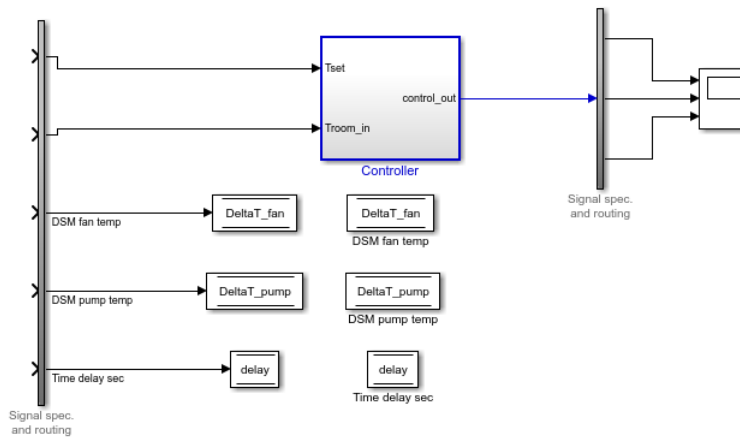 Tset
control_out
Troom_in
Controller
Signal spec.
and routing
DSM fan temp
DeltaT_fan
DeltaT_fan
DSM fan temp
DSM pump temp
DeltaT_pump
DeltaT_pump
DSM pump temp
Time delay sec
delay
delay
Time delay sec
Signal spec.
and routing